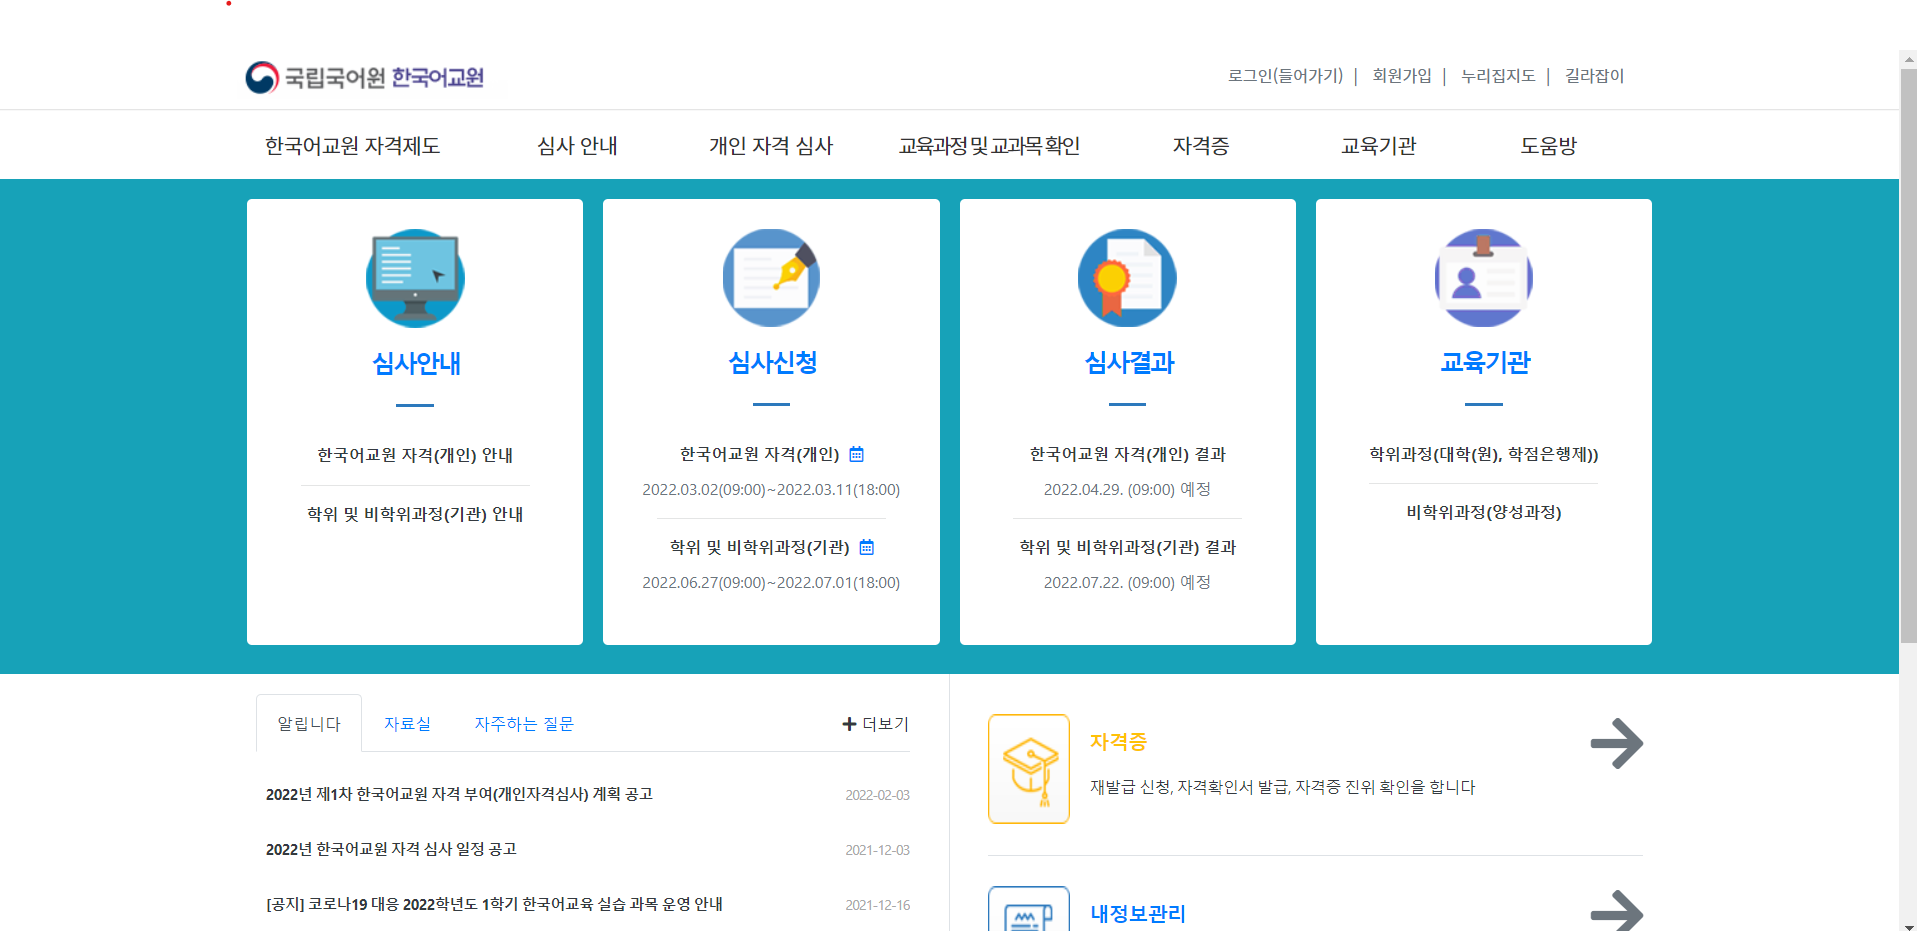 국립국어원 한국어교원
로그인(들어가기) | 회원가입 | 누리집지도 | 길라잡이
한국어교원 자격제도 심사 안내 개인 자격 심사 교육과정 및 교과목 확인 자격증 교육기관 도움방
심사안내
한국어교원 자격(개인) 안내
학위 및 비학위과정(기관) 안내
심사신청
한국어교원 자격(개인)
2022.03.02(09:00)~2022.03.11(18:00)
학위 및 비학위과정(기관)
2022.06.27(09:00)~2022.07.01(18:00)
심사결과
한국어교원 자격(개인) 결과
2022.04.29. (09:00) 예정
학위 및 비학위과정(기관) 결과
2022.07.22. (09:00) 예정
교육기관
학위과정(대학(원), 학점은행제))
비학위과정(양성과정)
알립니다 자료실 자주하는 질문 + 더보기
2022년 제1차 한국어교원 자격 부여(개인자격심사) 계획 공고 2022-02-03
2022년 한국어교원 자격 심사 일정 공고 2021-12-03
[공지] 코로나19 대응 2022학년도 1학기 한국어교육 실습 과목 운영 안내 2021-12-16
자격증
재발급 신청, 자격확인서 발급, 자격증 진위 확인을 합니다
내정보관리